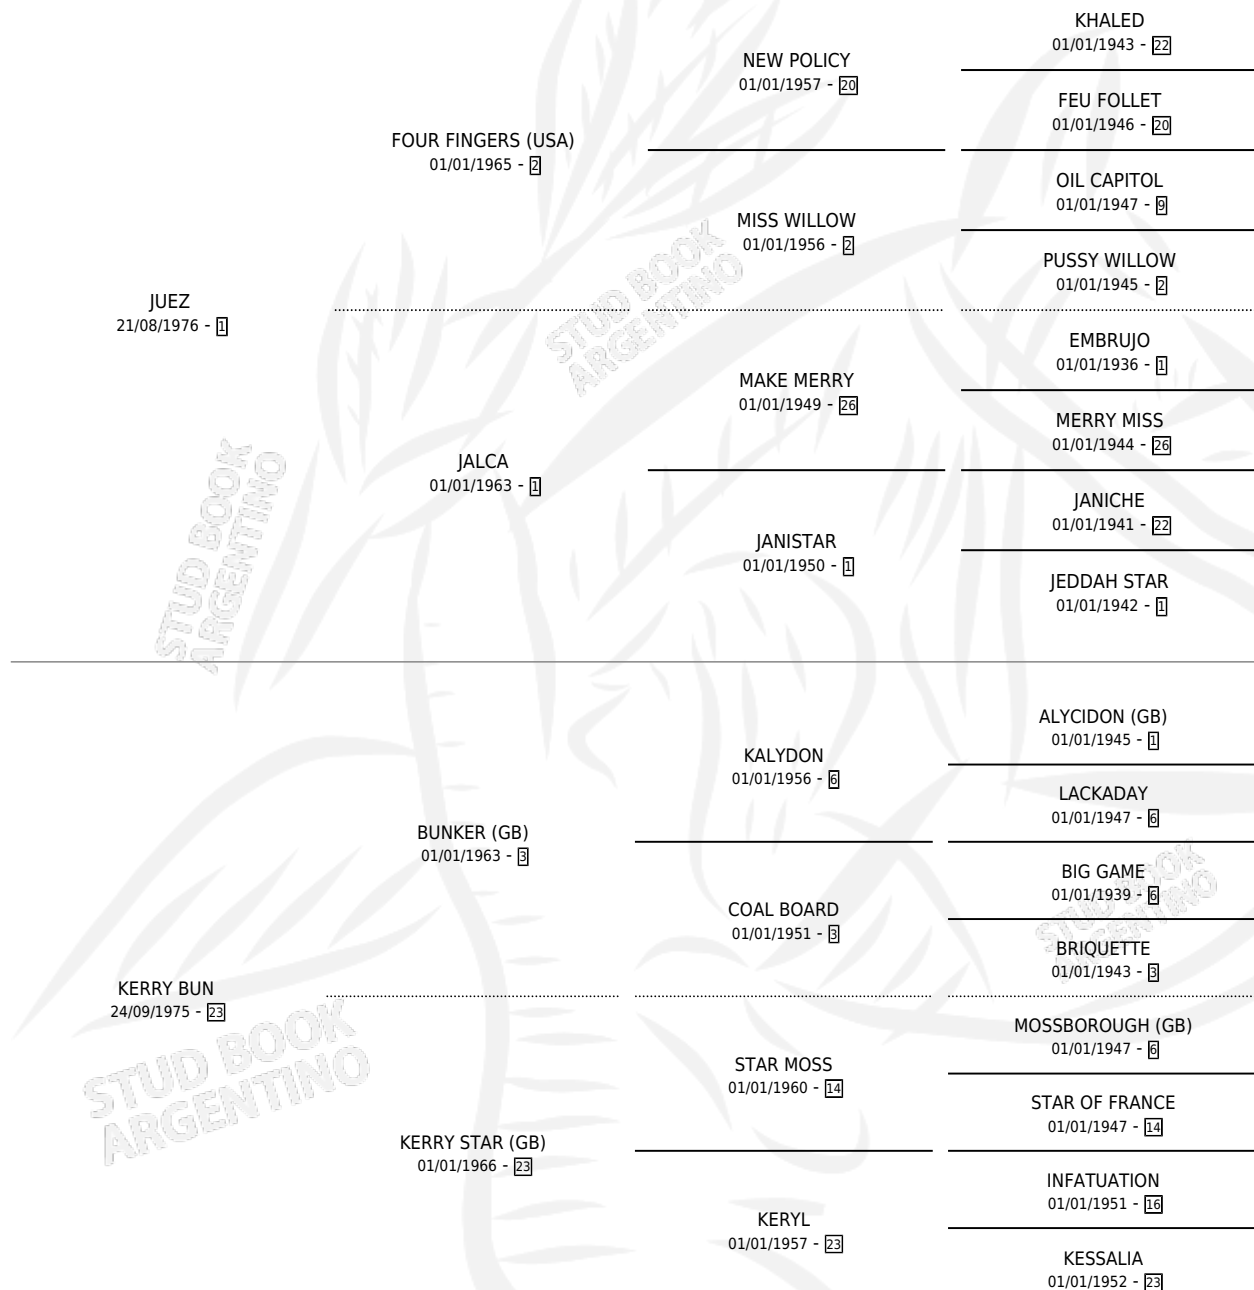 KHALED
01/01/1943 - 22
NEW POLICY
01/01/1957 - 20
FEU FOLLET
01/01/1946 - 20
FOUR FINGERS (USA)
01/01/1965 - 2
OIL CAPITOL
01/01/1947 - 9
MISS WILLOW
01/01/1956 - 2
PUSSY WILLOW
01/01/1945 - 2
JUEZ
21/08/1976 - 1
STUD BOOK
ARGENTINO
EMBRUJO
01/01/1936 - 1
MAKE MERRY
01/01/1949 - 26
MERRY MISS
01/01/1944 - 26
JALCA
01/01/1963 - 1
JANICHE
01/01/1941 - 22
JANISTAR
01/01/1950 - 1
JEDDAH STAR
01/01/1942 - 1
STUD BOOK
ARGENTINO
ALYCIDON (GB)
01/01/1945 - 1
KALYDON
01/01/1956 - 6
LACKADAY
01/01/1947 - 6
BUNKER (GB)
01/01/1963 - 3
BIG GAME
01/01/1939 - 6
COAL BOARD
01/01/1951 - 3
BRIQUETTE
01/01/1943 - 3
STUD BOOK
ARGENTINO
KERRY BUN
24/09/1975 - 23
MOSSBOROUGH (GB)
01/01/1947 - 6
STAR MOSS
01/01/1960 - 14
STAR OF FRANCE
01/01/1947 - 14
STUD BOOK
ARGENTINO
KERRY STAR (GB)
01/01/1966 - 23
INFATUATION
01/01/1951 - 16
KERYL
01/01/1957 - 23
KESSALIA
01/01/1952 - 23